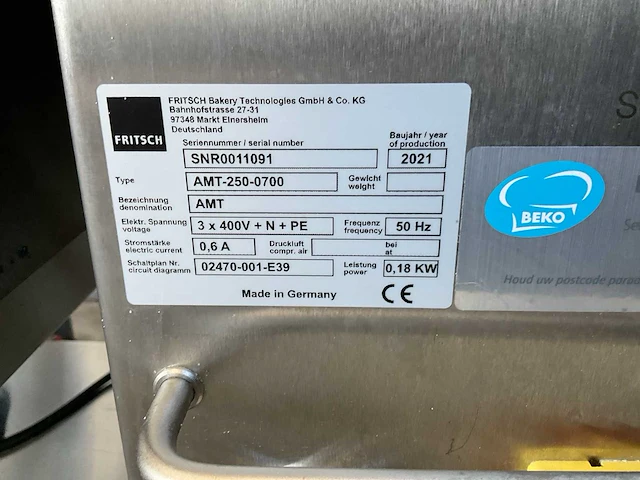 FRITSCH
FRITSCH Bakery Technologies GmbH & Co. KG
Bahnhofstrasse 27-31
97348 Markt Einersheim
Deutschland
Seriennummer / serial number
SNR0011091
Baujahr / year of production
2021
Type
AMT-250-0700
Gewicht
weight
Bezeichnung
denomination
AMT
Elektr. Spannung
voltage
3 x 400V + N + PE
Frequenz
frequency
50 Hz
Stromstärke
electric current
0,6 A
Druckluft
compr. air
bei
at
Schaltplan Nr.
circuit diagramm
02470-001-E39
Leistung
power
0,18 KW
Made in Germany
CE
BEKO
Houd uw postcode